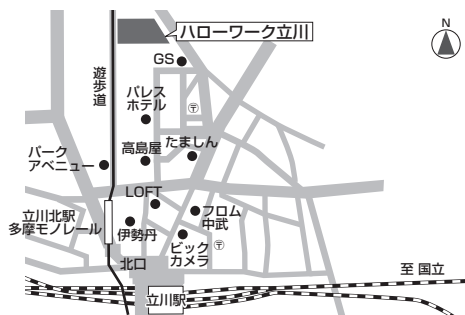 ハローワーク立川
N
GS
遊歩道
パレス
ホテル
〒
高島屋
たましん
パーク
アベニュー
LOFT
立川北駅
多摩モノレール
フロム
中武
伊勢丹
ビック
カメラ
〒
北口
至 国立
立川駅